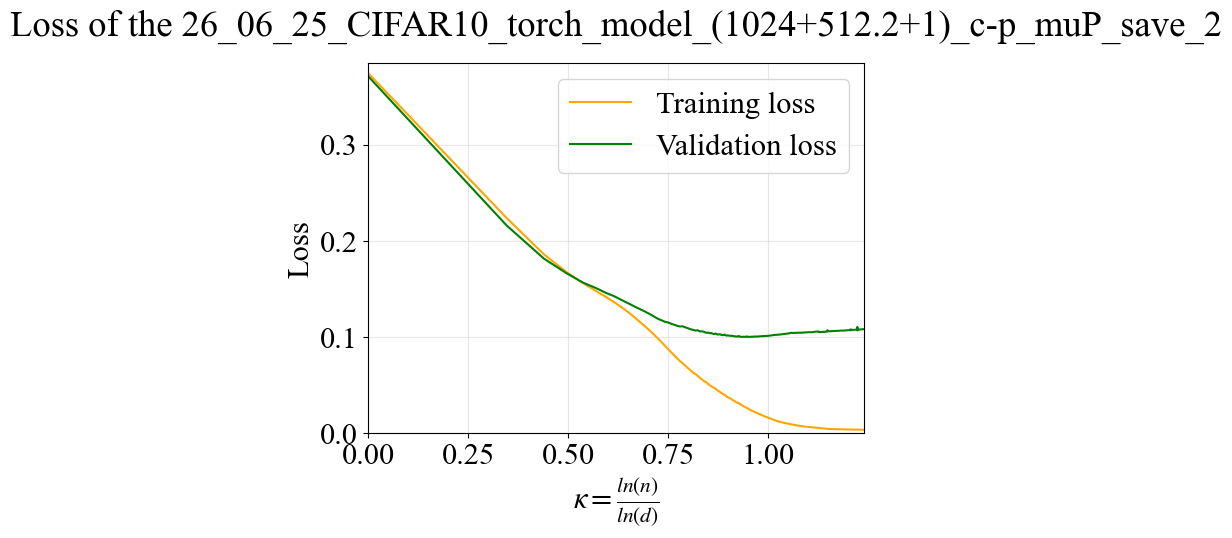 Loss of the 26_06_25_CIFAR10_torch_model_(1024+512.2+1)_c-p_muP_save_2
Training loss
Validation loss
Loss
0.3
0.2
0.1
0.0
0.00 0.25 0.50 0.75 1.00
κ = ln(n)/ln(d)